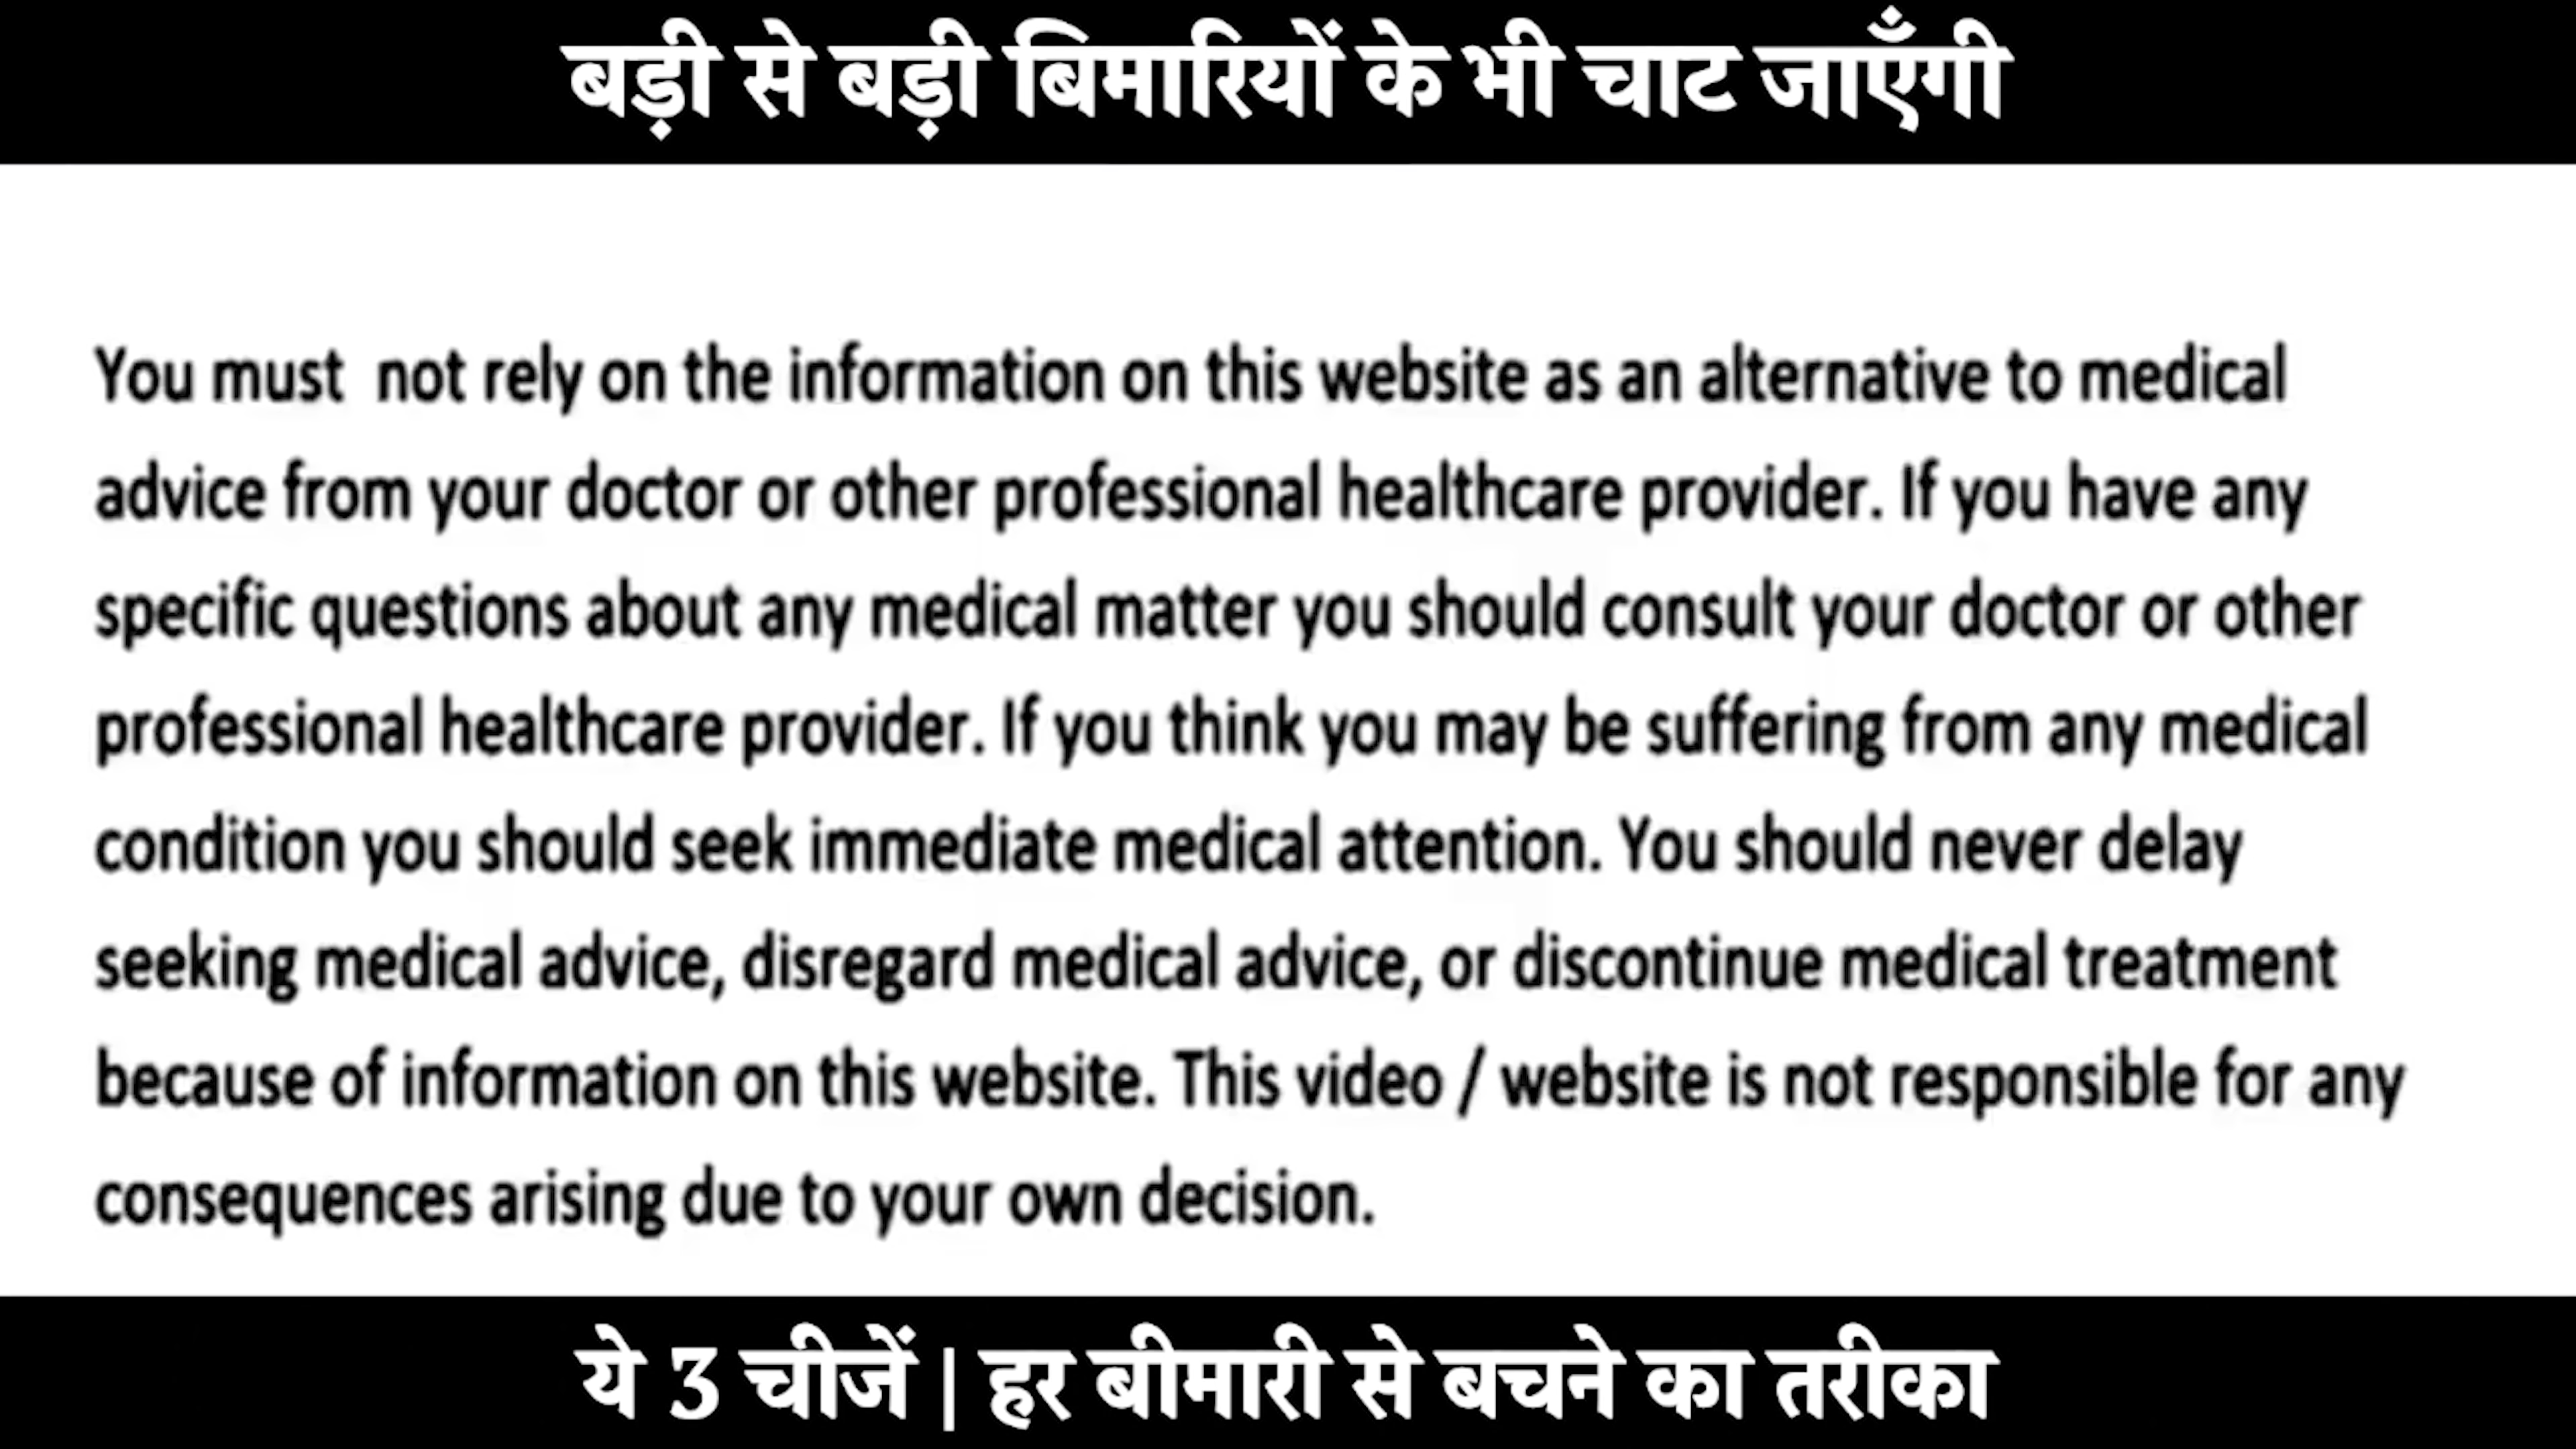 बड़ी से बड़ी बिमारियों के भी चाट जाएँगी
You must  not rely on the information on this website as an alternative to medical
advice from your doctor or other professional healthcare provider. If you have any
specific questions about any medical matter you should consult your doctor or other
professional healthcare provider. If you think you may be suffering from any medical
condition you should seek immediate medical attention. You should never delay
seeking medical advice, disregard medical advice, or discontinue medical treatment
because of information on this website. This video / website is not responsible for any
consequences arising due to your own decision.
ये 3 चीजें | हर बीमारी से बचने का तरीका